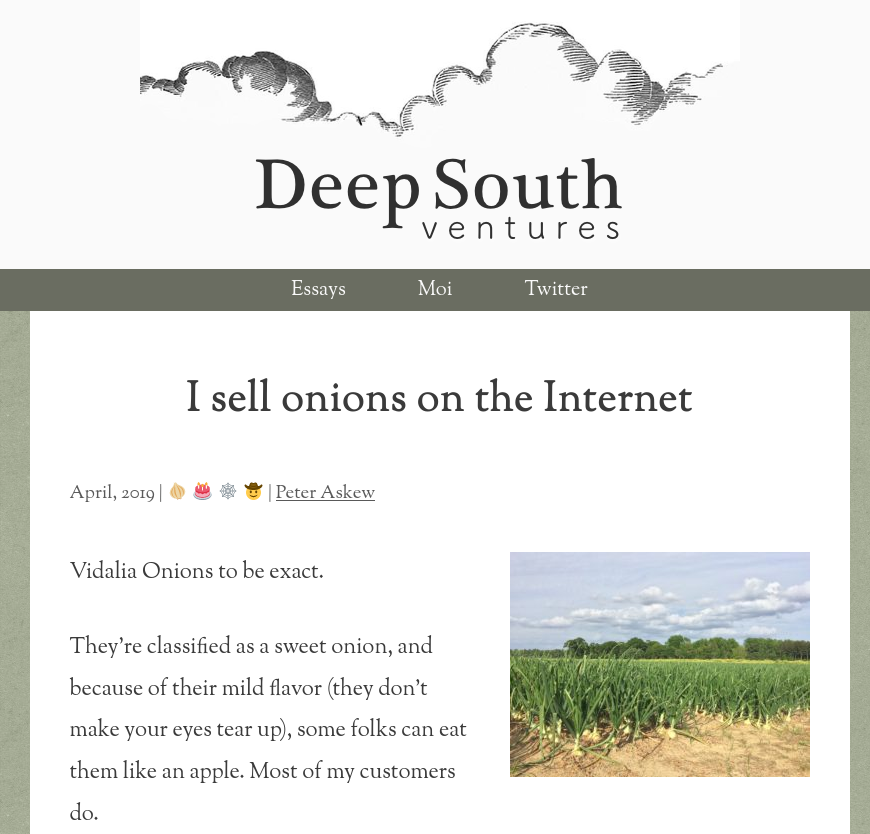 Deep South
ventures
Essays Moi Twitter
I sell onions on the Internet
April, 2019 | 🧅 🎂 🕸️ 🤠 | Peter Askew
Vidalia Onions to be exact.
They’re classified as a sweet onion, and
because of their mild flavor (they don’t
make your eyes tear up), some folks can eat
them like an apple. Most of my customers
do.